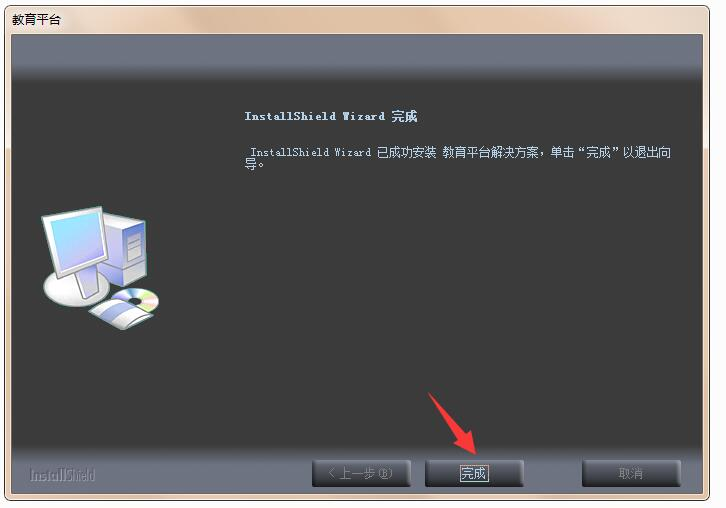 教育平台
InstallShield Wizard 完成
InstallShield Wizard 已成功安装 教育平台解决方案，单击“完成”以退出向
导。
InstallShield
< 上一步(B)
完成
取消